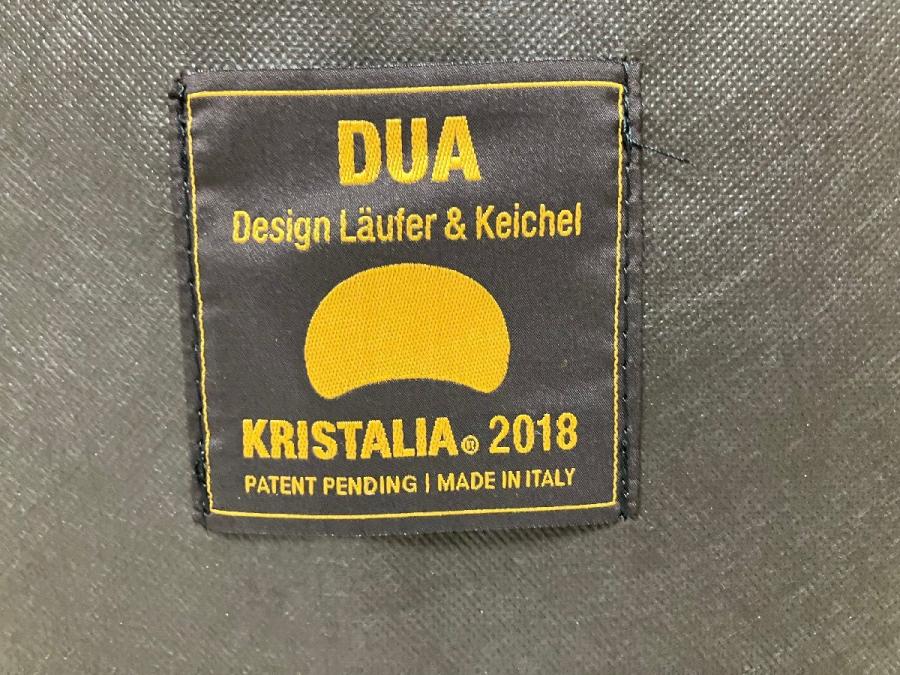 DUA
Design Läufer & Keichel
KRISTALIA® 2018
PATENT PENDING | MADE IN ITALY